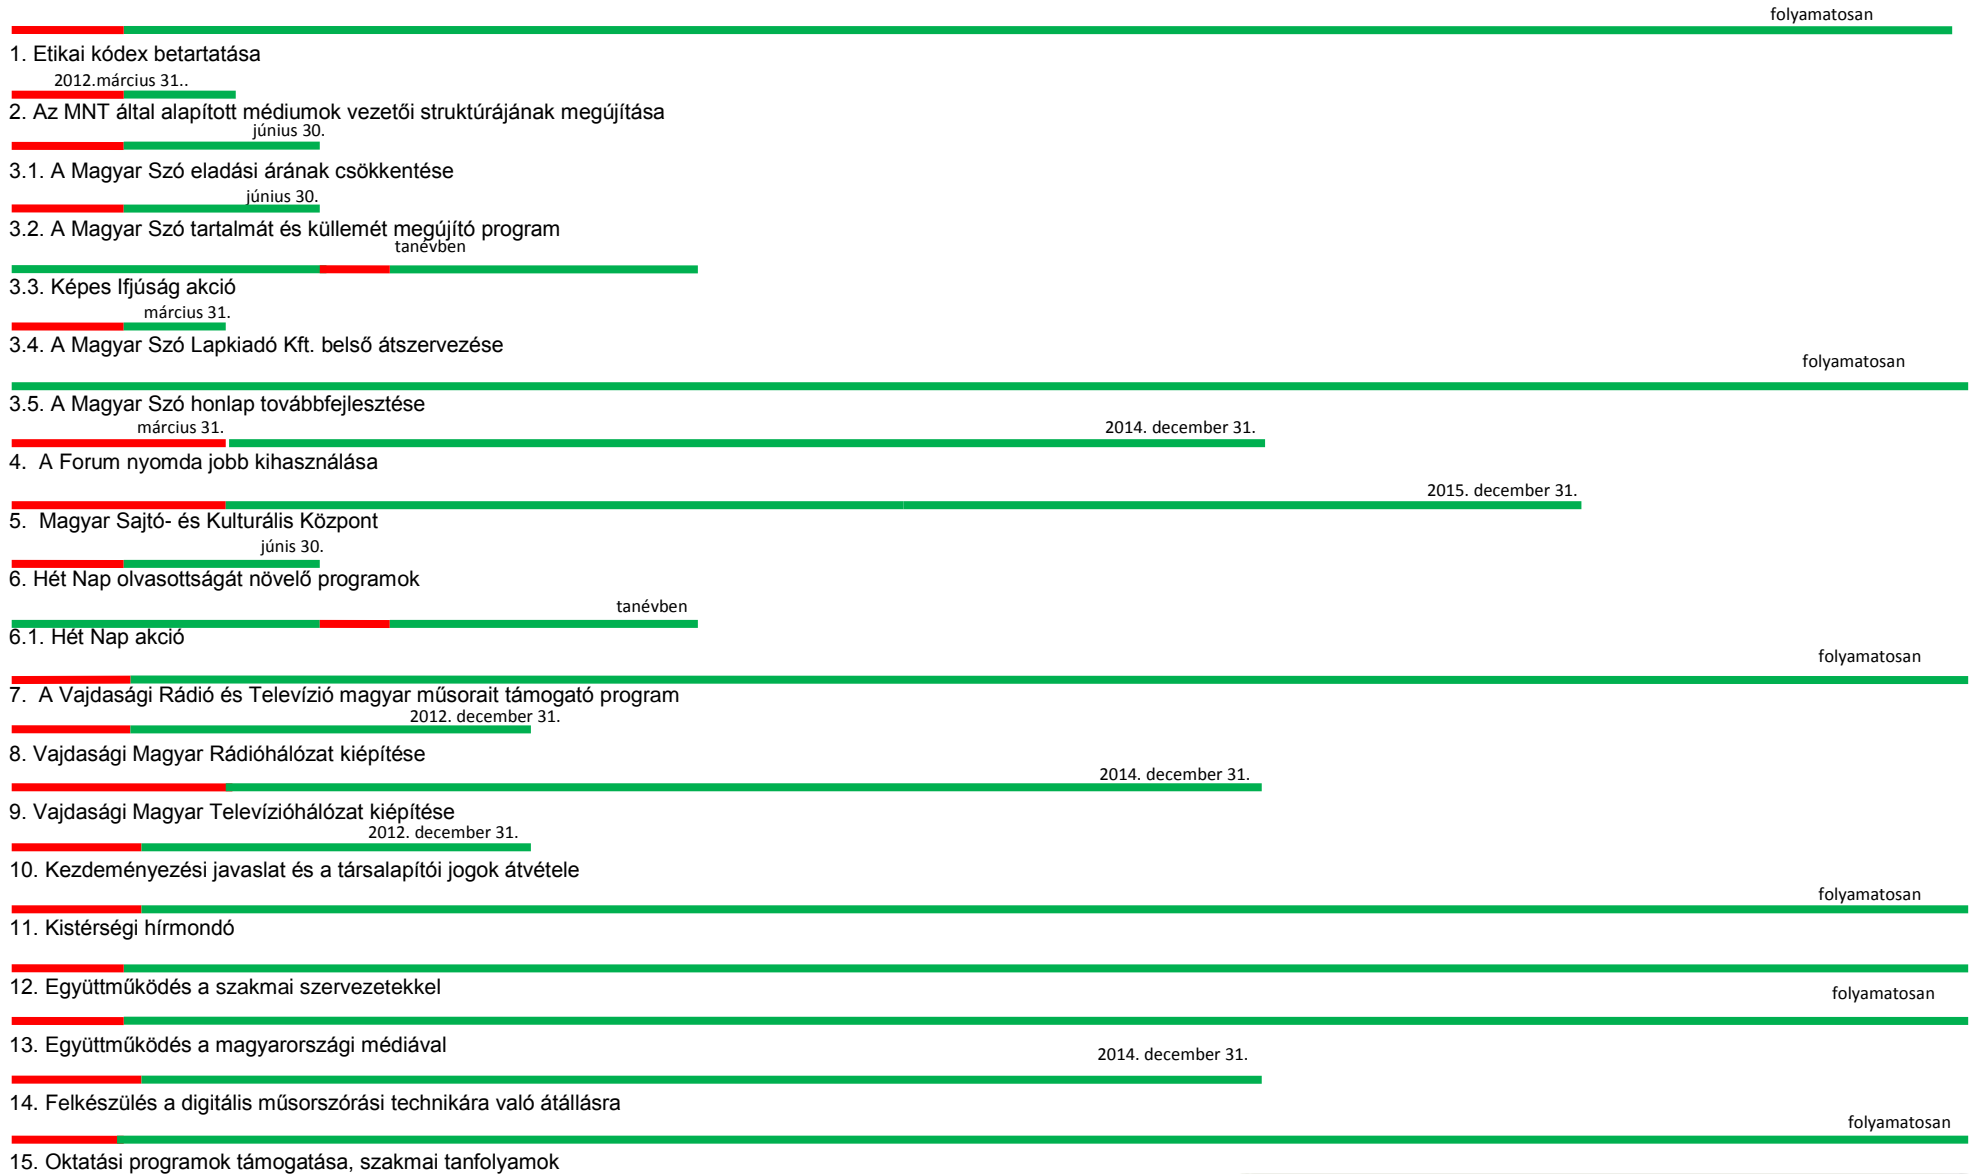 folyamatosan
1. Etikai kódex betartatása
2012.március 31..
2. Az MNT által alapított médiumok vezetői struktúrájának megújítása
június 30.
3.1. A Magyar Szó eladási árának csökkentése
június 30.
3.2. A Magyar Szó tartalmát és küllemét megújító program
tanévben
3.3. Képes Ifjúság akció
március 31.
3.4. A Magyar Szó Lapkiadó Kft. belső átszervezése
folyamatosan
3.5. A Magyar Szó honlap továbbfejlesztése
március 31. 2014. december 31.
4. A Forum nyomda jobb kihasználása
2015. december 31.
5. Magyar Sajtó- és Kulturális Központ
júnis 30.
6. Hét Nap olvasottságát növelő programok
tanévben
6.1. Hét Nap akció
folyamatosan
7. A Vajdasági Rádió és Televízió magyar műsorait támogató program
2012. december 31.
8. Vajdasági Magyar Rádióhálózat kiépítése
2014. december 31.
9. Vajdasági Magyar Televízióhálózat kiépítése
2012. december 31.
10. Kezdeményezési javaslat és a társalapítói jogok átvétele
folyamatosan
11. Kistérségi hírmondó
12. Együttműködés a szakmai szervezetekkel
folyamatosan
13. Együttműködés a magyarországi médiával
2014. december 31.
14. Felkészülés a digitális műsorszórási technikára való átállásra
folyamatosan
15. Oktatási programok támogatása, szakmai tanfolyamok